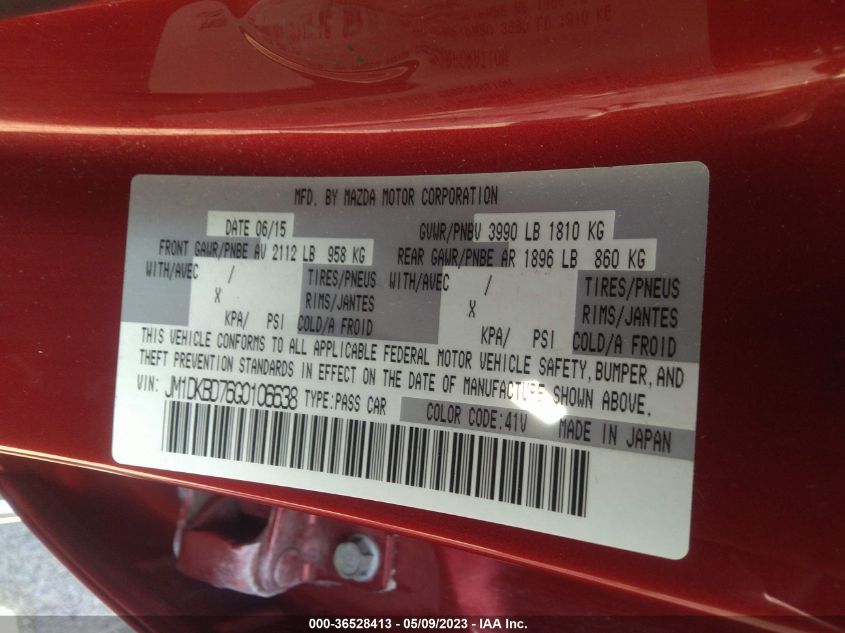 MFD. BY MAZDA MOTOR CORPORATION
DATE 06/15 GVWR/PNBV 3990 LB 1810 KG
FRONT GAWR/PNBE AV 2112 LB 958 KG REAR GAWR/PNBE AR 1896 LB 860 KG
WITH/AVEC / TIRES/PNEUS WITH/AVEC / TIRES/PNEUS
X RIMS/JANTES X RIMS/JANTES
KPA/ PSI COLD/A FROID KPA/ PSI COLD/A FROID
THIS VEHICLE CONFORMS TO ALL APPLICABLE FEDERAL MOTOR VEHICLE SAFETY, BUMPER, AND
THEFT PREVENTION STANDARDS IN EFFECT ON THE DATE OF MANUFACTURE SHOWN ABOVE.
VIN: JM1DKBD76G0106638 TYPE:PASS CAR COLOR CODE:41V MADE IN JAPAN
000-36528413 - 05/09/2023 - IAA Inc.